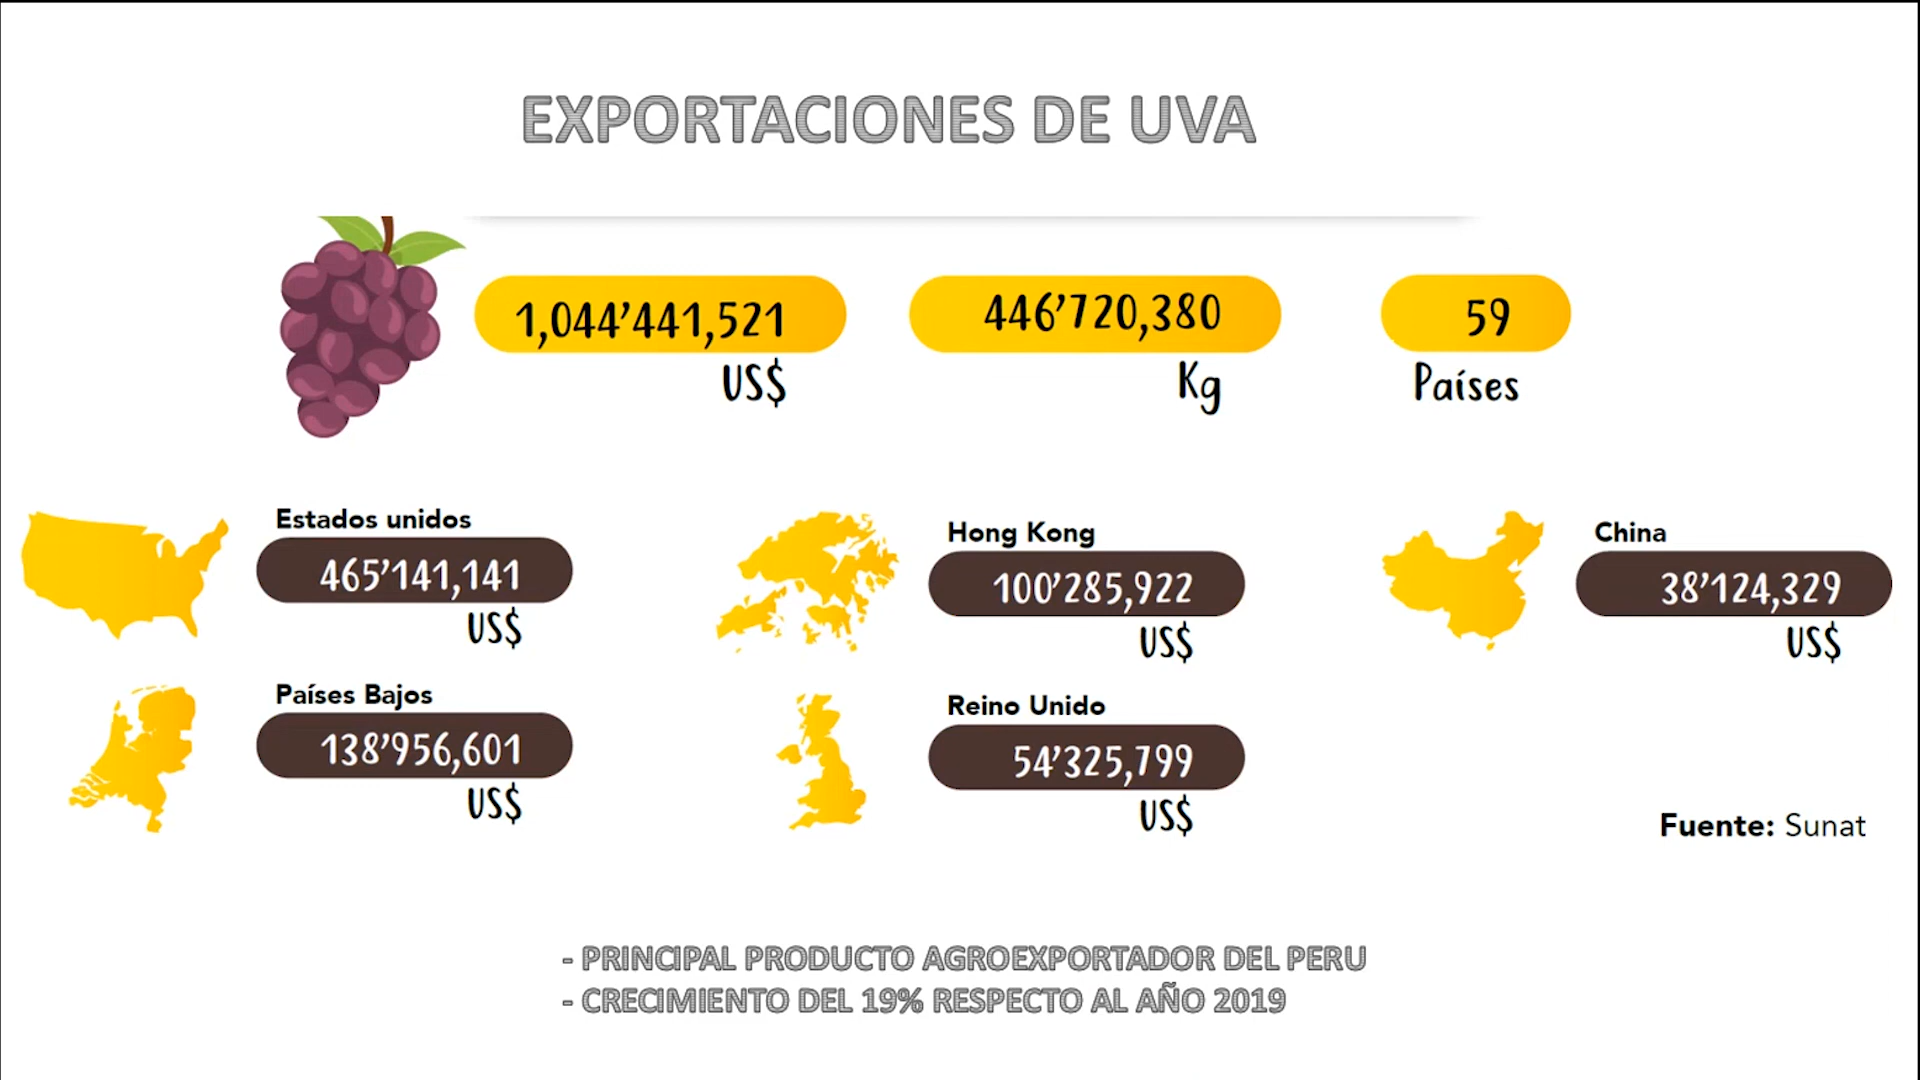 EXPORTACIONES DE UVA
1,044’441,521
US$
446’720,380
Kg
59
Países
Estados unidos
465’141,141
US$
Hong Kong
100’285,922
US$
China
38’124,329
US$
Países Bajos
138’956,601
US$
Reino Unido
54’325,799
US$
Fuente: Sunat
- PRINCIPAL PRODUCTO AGROEXPORTADOR DEL PERU
- CRECIMIENTO DEL 19% RESPECTO AL AÑO 2019